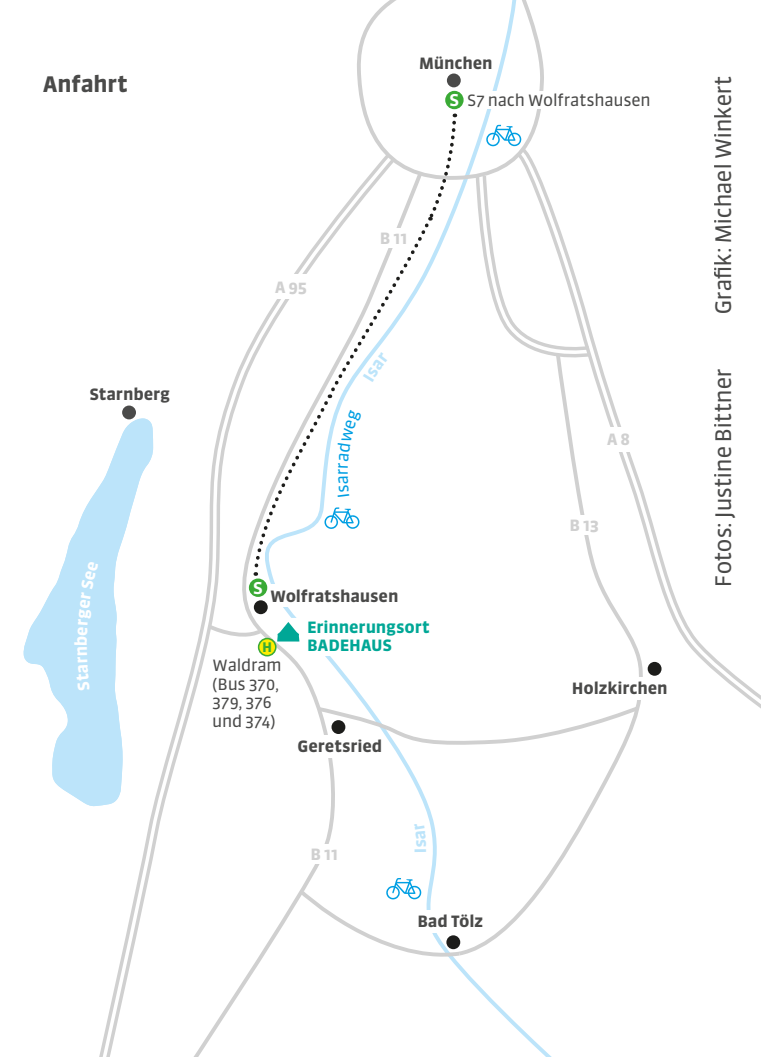 Anfahrt
München
S
S7 nach Wolfratshausen
B 11
A 95
Isar
Starnberg
Isarradweg
A 8
B 13
Starnberger See
S
Wolfratshausen
Erinnerungsort
BADEHAUS
H
Waldram
(Bus 370,
379, 376
und 374)
Holzkirchen
Geretsried
Isar
B 11
Bad Tölz
Grafik: Michael Winkert
Fotos: Justine Bittner